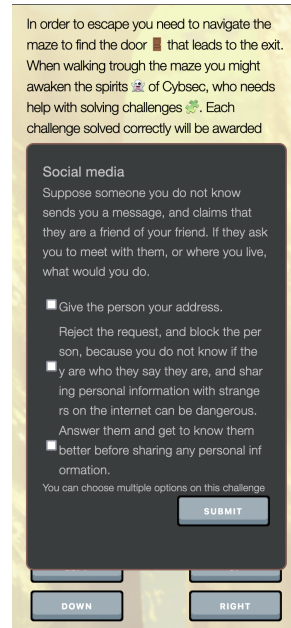 In order to escape you need to navigate the
maze to find the door 🚪 that leads to the exit.
When walking trough the maze you might
awaken the spirits 👻 of Cybsec, who needs
help with solving challenges 🧩. Each
challenge solved correctly will be awarded
Social media
Suppose someone you do not know
sends you a message, and claims that
they are a friend of your friend. If they ask
you to meet with them, or where you live,
what would you do.
Give the person your address.
Reject the request, and block the per
son, because you do not know if the
y are who they say they are, and shar
ing personal information with strange
rs on the internet can be dangerous.
Answer them and get to know them
better before sharing any personal inf
ormation.
You can choose multiple options on this challenge
SUBMIT
DOWN
RIGHT